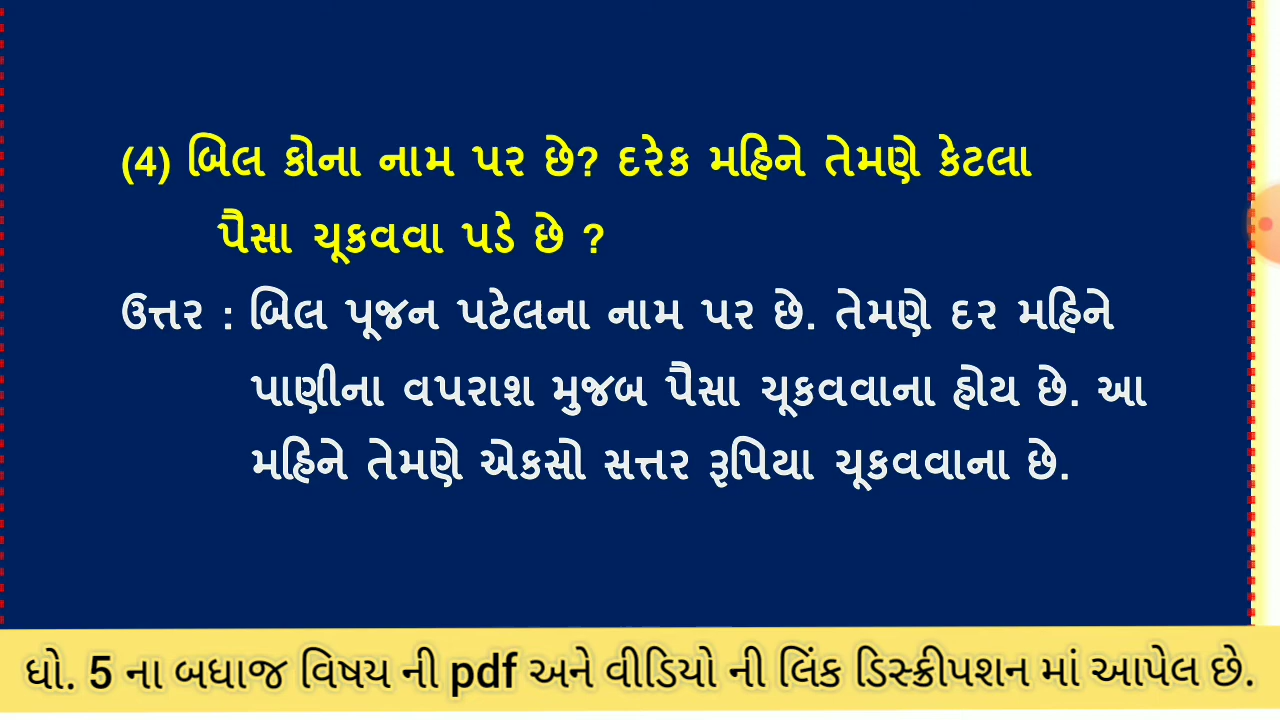 (4) બિલ કોના નામ પર છે? દરેક મહિને તેમણે કેટલા
પૈસા ચૂકવવા પડે છે ?
ઉત્તર : બિલ પૂજન પટેલના નામ પર છે. તેમણે દર મહિને
પાણીના વપરાશ મુજબ પૈસા ચૂકવવાના હોય છે. આ
મહિને તેમણે એકસો સત્તર રૂપિયા ચૂકવવાના છે.
ધો. 5 ના બધાજ વિષય ની pdf અને વીડિયો ની લિંક ડિસ્ક્રીપશન માં આપેલ છે.